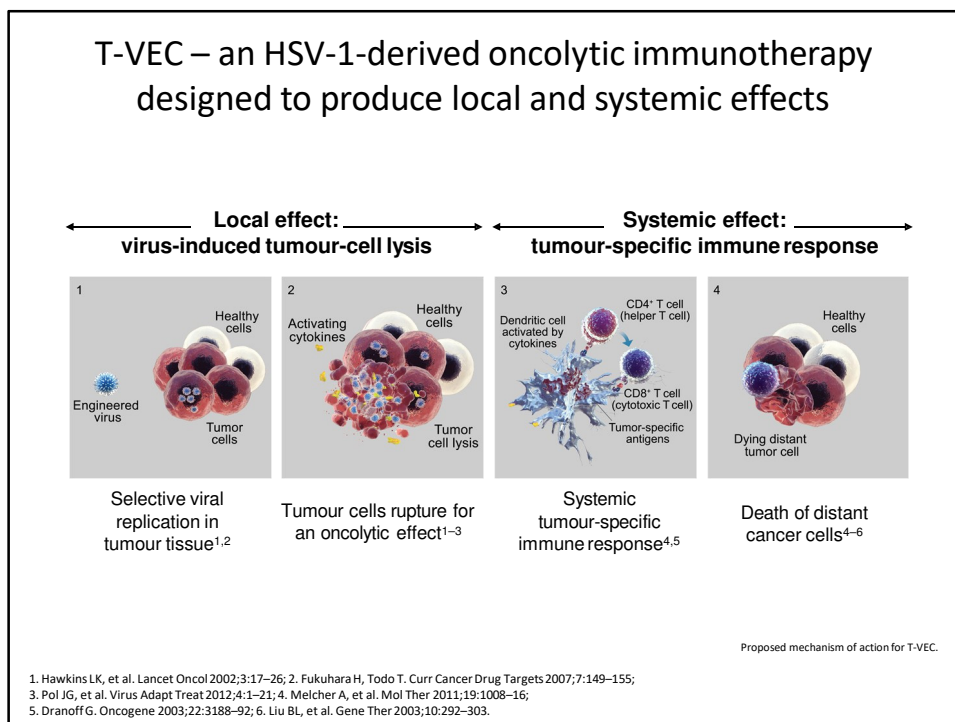 T-VEC – an HSV-1-derived oncolytic immunotherapy
designed to produce local and systemic effects
Local effect:
virus-induced tumour-cell lysis
Systemic effect:
tumour-specific immune response
1
Healthy
cells
Engineered
virus
Tumor
cells
2
Activating
cytokines
Healthy
cells
Tumor
cell lysis
3
Dendritic cell
activated by
cytokines
CD4⁺ T cell
(helper T cell)
CD8⁺ T cell
(cytotoxic T cell)
Tumor-specific
antigens
4
Healthy
cells
Dying distant
tumor cell
Selective viral
replication in
tumour tissue¹,²
Tumour cells rupture for
an oncolytic effect¹⁻³
Systemic
tumour-specific
immune response⁴,⁵
Death of distant
cancer cells⁴⁻⁶
Proposed mechanism of action for T-VEC.
1. Hawkins LK, et al. Lancet Oncol 2002;3:17–26; 2. Fukuhara H, Todo T. Curr Cancer Drug Targets 2007;7:149–155;
3. Pol JG, et al. Virus Adapt Treat 2012;4:1–21; 4. Melcher A, et al. Mol Ther 2011;19:1008–16;
5. Dranoff G. Oncogene 2003;22:3188–92; 6. Liu BL, et al. Gene Ther 2003;10:292–303.